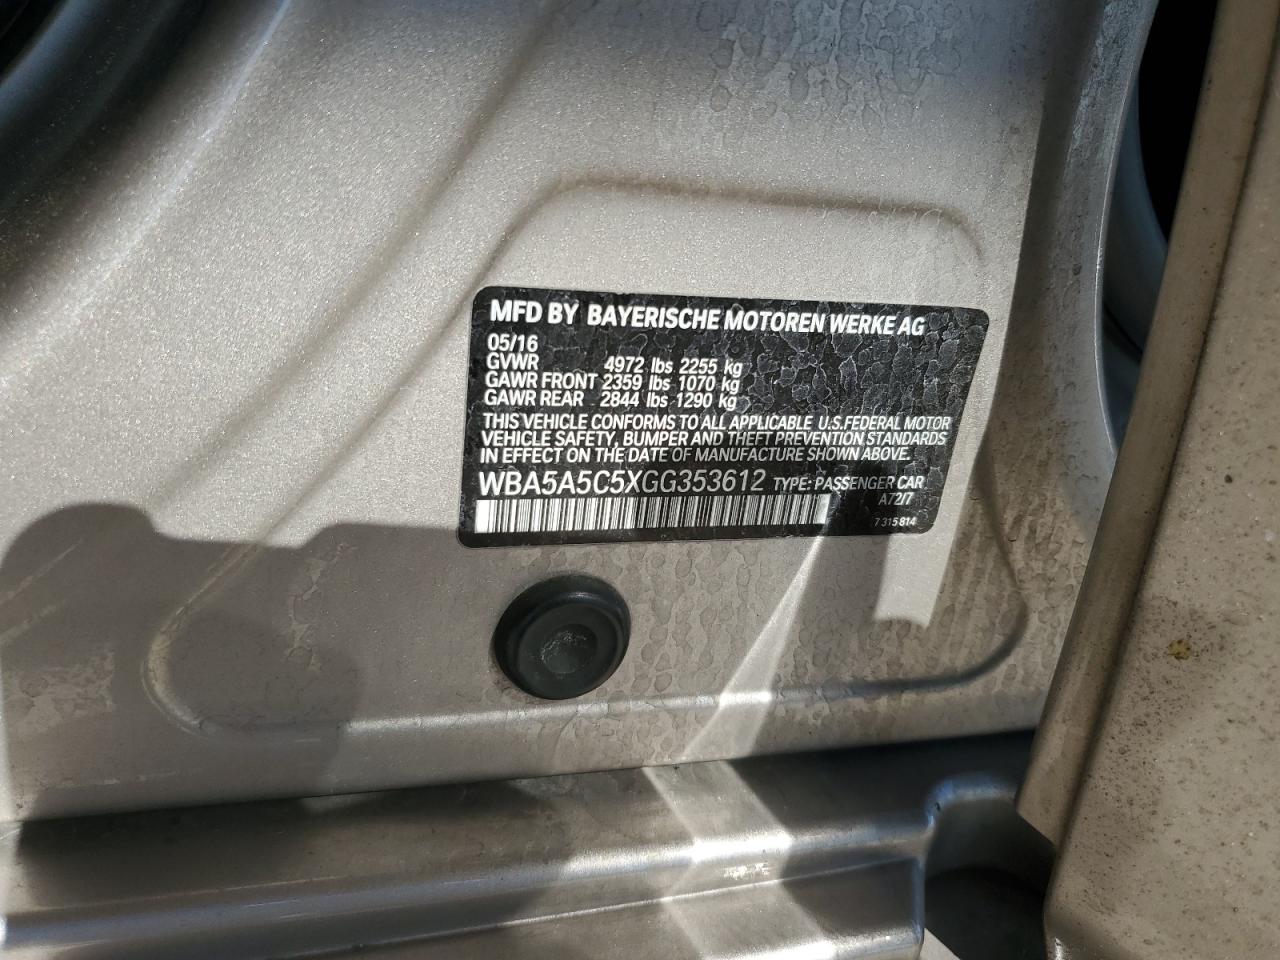 MFD BY BAYERISCHE MOTOREN WERKE AG
05/16
GVWR 4972 lbs 2255 kg
GAWR FRONT 2359 lbs 1070 kg
GAWR REAR 2844 lbs 1290 kg
THIS VEHICLE CONFORMS TO ALL APPLICABLE U.S.FEDERAL MOTOR
VEHICLE SAFETY, BUMPER AND THEFT PREVENTION STANDARDS
IN EFFECT ON THE DATE OF MANUFACTURE SHOWN ABOVE.
WBA5A5C5XGG353612 TYPE: PASSENGER CAR
A72/7
7 315 814